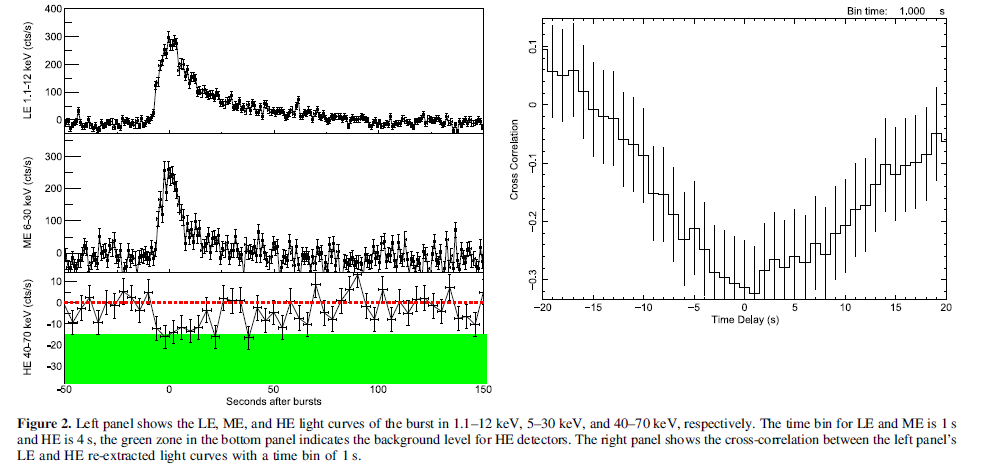 Bin time: 1.000 s
400
300
200
100
0
LE 1.1–12 keV (cts/s)
300
200
100
0
ME 6–30 keV (cts/s)
10
0
−10
−20
−30
HE 40–70 keV (cts/s)
−50 0 50 100 150
Seconds after bursts
0.1
0
−0.1
−0.2
−0.3
Cross Correlation
−20 −15 −10 −5 0 5 10 15 20
Time Delay (s)
Figure 2. Left panel shows the LE, ME, and HE light curves of the burst in 1.1–12 keV, 5–30 keV, and 40–70 keV, respectively. The time bin for LE and ME is 1 s
and HE is 4 s, the green zone in the bottom panel indicates the background level for HE detectors. The right panel shows the cross-correlation between the left panel's
LE and HE re-extracted light curves with a time bin of 1 s.